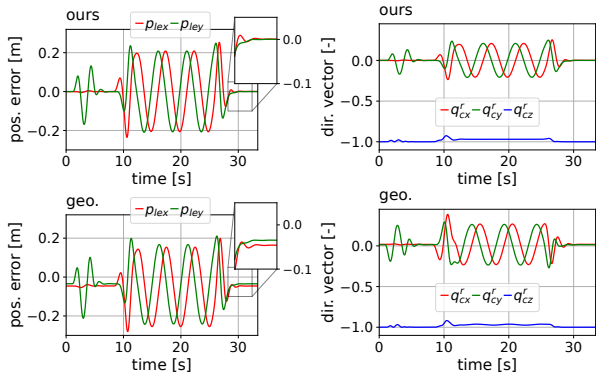 ours
p_lex p_ley
pos. error [m]
0.2
0.0
−0.2
0.0
−0.1
0 10 20 30
time [s]
ours
dir. vector [-]
0.0
−0.5
−1.0
q^r_cx q^r_cy q^r_cz
0 10 20 30
time [s]
geo.
p_lex p_ley
pos. error [m]
0.2
0.0
−0.2
0.0
−0.1
0 10 20 30
time [s]
geo.
dir. vector [-]
0.0
−0.5
−1.0
q^r_cx q^r_cy q^r_cz
0 10 20 30
time [s]